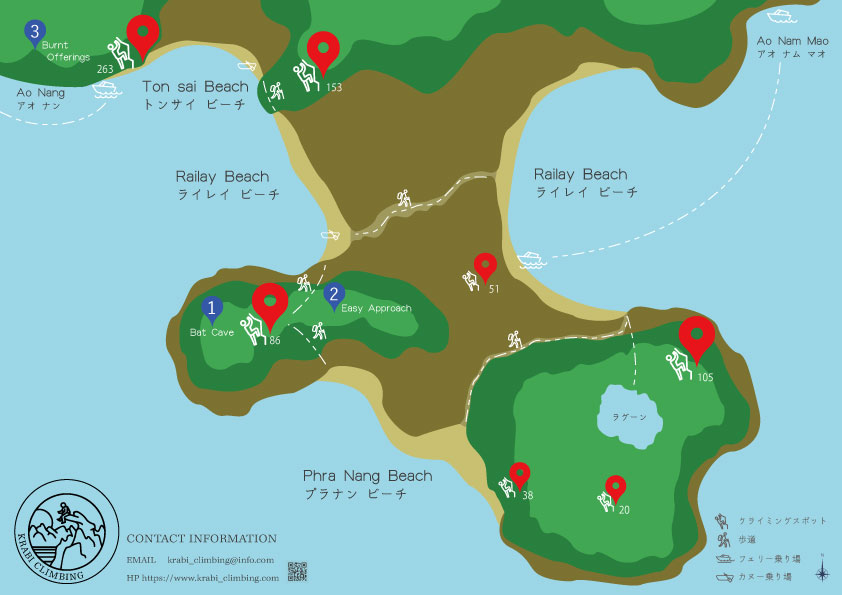 3
Burnt
Offerings
263
Ao Nang
アオ ナン
Ton sai Beach
トンサイ ビーチ
153
Ao Nam Mao
アオ ナム マオ
Railay Beach
ライレイ ビーチ
Railay Beach
ライレイ ビーチ
51
1
Bat Cave
86
2
Easy Approach
105
ラグーン
Phra Nang Beach
プラナン ビーチ
38
20
KRABI CLIMBING
CONTACT INFORMATION
EMAIL krabi_climbing@info.com
HP https://www.krabi_climbing.com
クライミングスポット
歩道
フェリー乗り場
カヌー乗り場
N